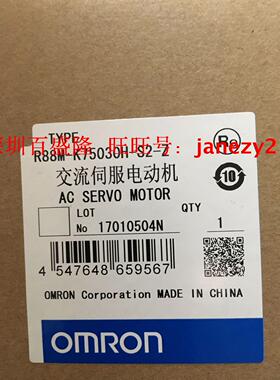 TYPE
R88M-K75030H-S2-Z
圳百盛隆 旺旺号: janezy2
交流伺服电动机
AC SERVO MOTOR
LOT
No 17010504N
QTY
1
10
4 547648 659567
OMRON Corporation MADE IN CHINA
OMRON